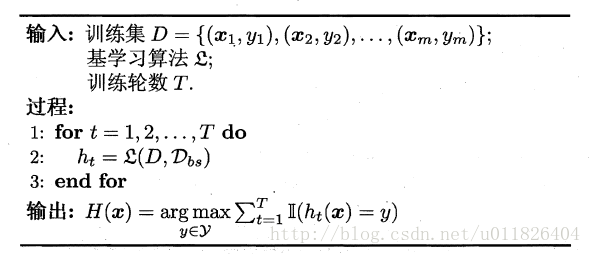 输入: 训练集 D = {(x₁, y₁), (x₂, y₂), . . . , (xₘ, yₘ)};
基学习算法 𝔏;
训练轮数 T.
过程:
1: for t = 1, 2, . . . , T do
2: hₜ = 𝔏(D, 𝒟_bs)
3: end for
输出: H(x) = arg max_{y∈𝒴} ∑_{t=1}^{T} 𝕀(hₜ(x) = y)
http://blog.csdn.net/u011826404